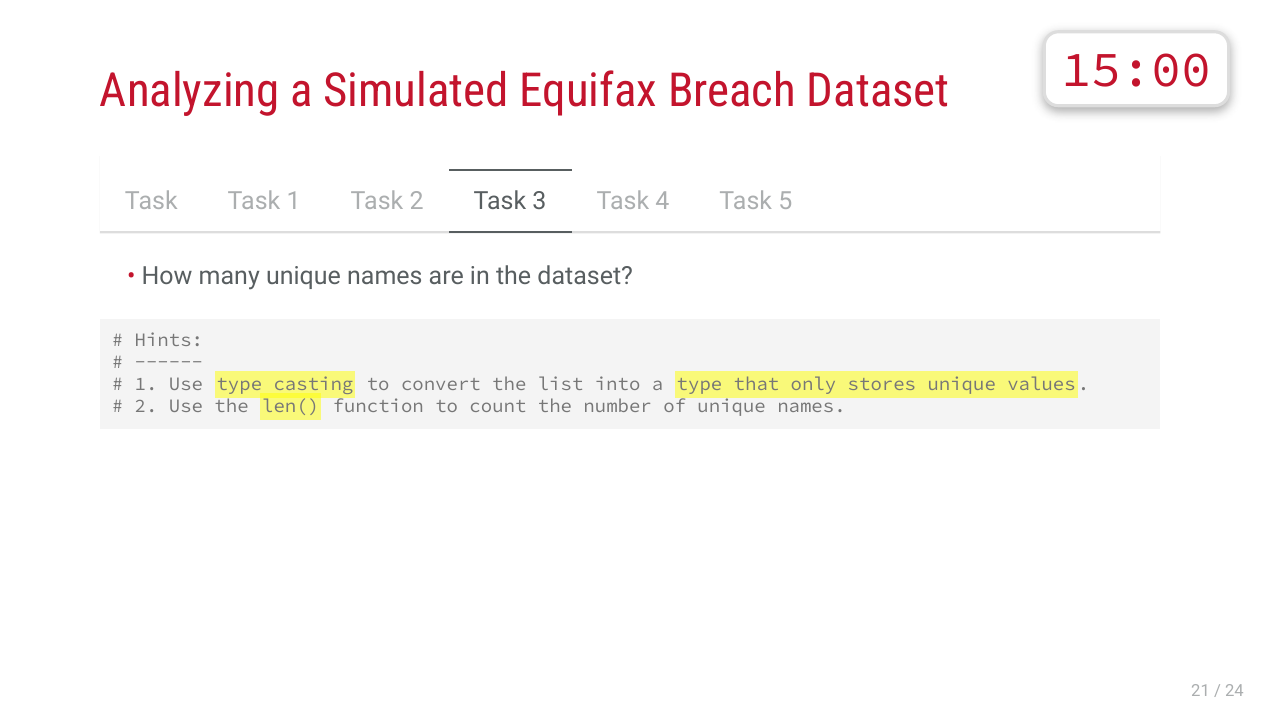 Analyzing a Simulated Equifax Breach Dataset
15:00
Task Task 1 Task 2 Task 3 Task 4 Task 5
• How many unique names are in the dataset?
# Hints:
# ------
# 1. Use type casting to convert the list into a type that only stores unique values.
# 2. Use the len() function to count the number of unique names.
21 / 24